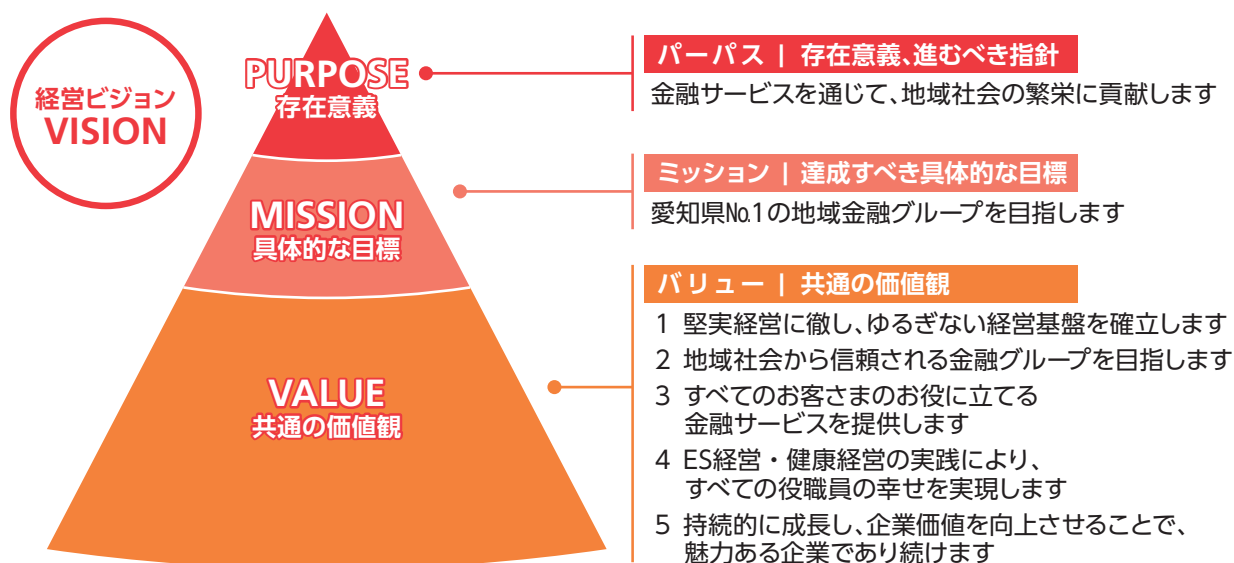 経営ビジョン
VISION
PURPOSE
存在意義
MISSION
具体的な目標
VALUE
共通の価値観
パーパス | 存在意義、進むべき指針
金融サービスを通じて、地域社会の繁栄に貢献します
ミッション | 達成すべき具体的な目標
愛知県№1の地域金融グループを目指します
バリュー | 共通の価値観
1 堅実経営に徹し、ゆるぎない経営基盤を確立します
2 地域社会から信頼される金融グループを目指します
3 すべてのお客さまのお役に立てる
金融サービスを提供します
4 ES経営・健康経営の実践により、
すべての役職員の幸せを実現します
5 持続的に成長し、企業価値を向上させることで、
魅力ある企業であり続けます